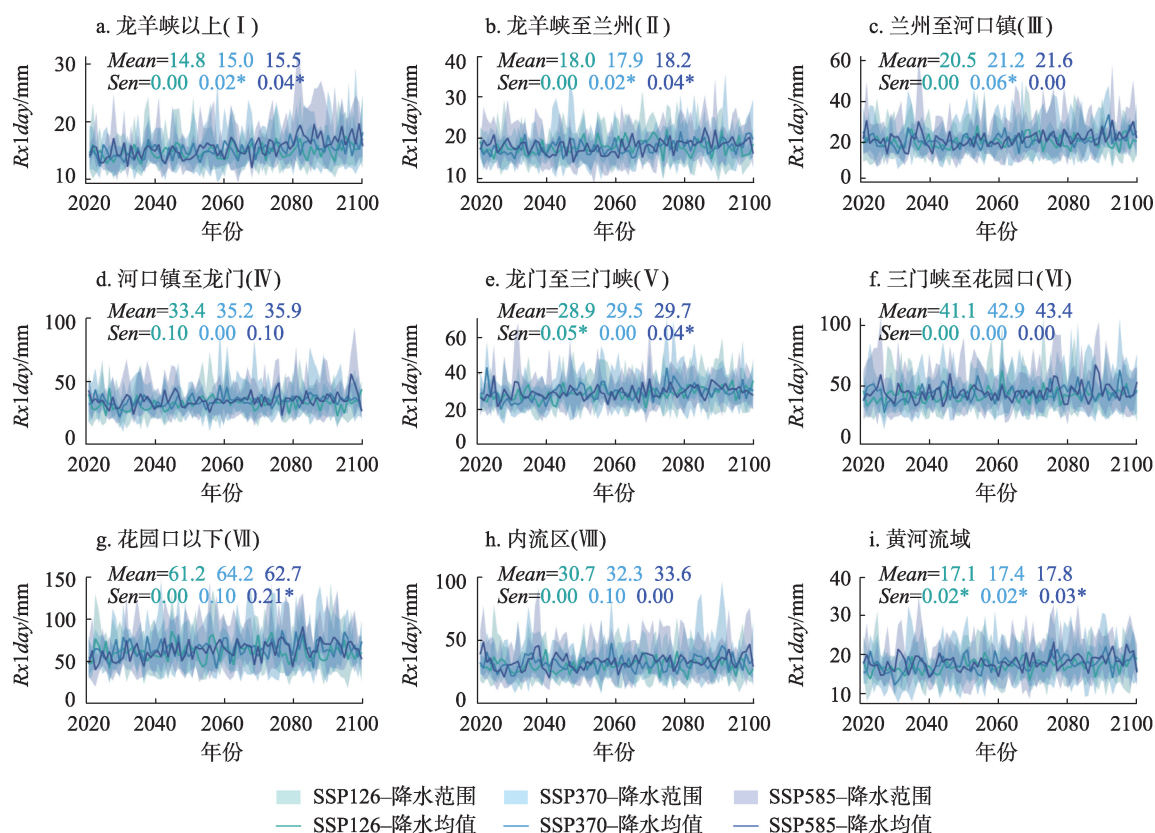 a. 龙羊峡以上(Ⅰ)
Mean=14.8 15.0 15.5
Sen=0.00 0.02* 0.04*
Rx1day/mm
30
20
10
2020 2040 2060 2080 2100
年份
b. 龙羊峡至兰州(Ⅱ)
Mean=18.0 17.9 18.2
Sen=0.00 0.02* 0.04*
Rx1day/mm
40
30
20
10
2020 2040 2060 2080 2100
年份
c. 兰州至河口镇(Ⅲ)
Mean=20.5 21.2 21.6
Sen=0.00 0.06* 0.00
Rx1day/mm
60
40
20
0
2020 2040 2060 2080 2100
年份
d. 河口镇至龙门(Ⅳ)
Mean=33.4 35.2 35.9
Sen=0.10 0.00 0.10
Rx1day/mm
100
50
0
2020 2040 2060 2080 2100
年份
e. 龙门至三门峡(Ⅴ)
Mean=28.9 29.5 29.7
Sen=0.05* 0.00 0.04*
Rx1day/mm
60
40
20
0
2020 2040 2060 2080 2100
年份
f. 三门峡至花园口(Ⅵ)
Mean=41.1 42.9 43.4
Sen=0.00 0.00 0.00
Rx1day/mm
100
50
0
2020 2040 2060 2080 2100
年份
g. 花园口以下(Ⅶ)
Mean=61.2 64.2 62.7
Sen=0.00 0.10 0.21*
Rx1day/mm
150
100
50
0
2020 2040 2060 2080 2100
年份
h. 内流区(Ⅷ)
Mean=30.7 32.3 33.6
Sen=0.00 0.10 0.00
Rx1day/mm
100
50
0
2020 2040 2060 2080 2100
年份
i. 黄河流域
Mean=17.1 17.4 17.8
Sen=0.02* 0.02* 0.03*
Rx1day/mm
40
30
20
10
2020 2040 2060 2080 2100
年份
SSP126–降水范围 SSP370–降水范围 SSP585–降水范围
SSP126–降水均值 SSP370–降水均值 SSP585–降水均值